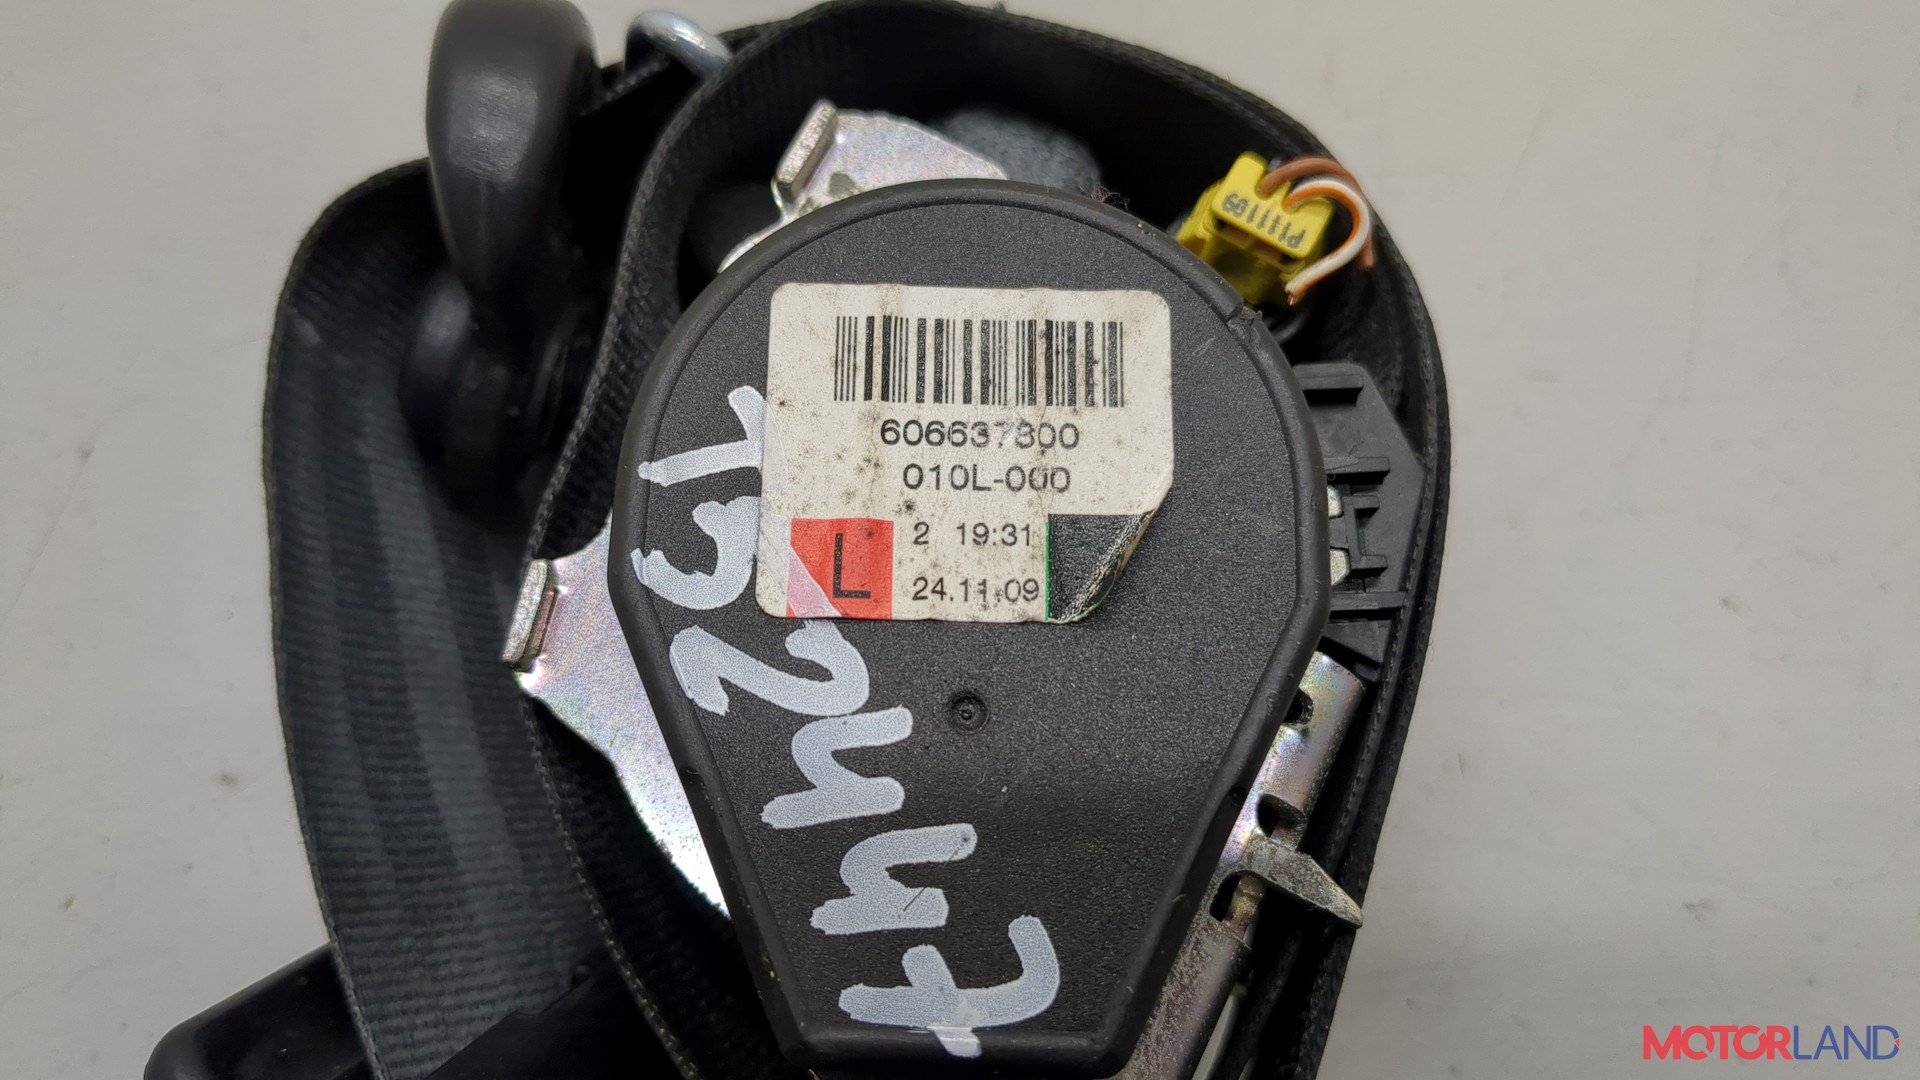 P111109
606637800
010L-000
L
2 19:31
24.11.09
MOTORLAND